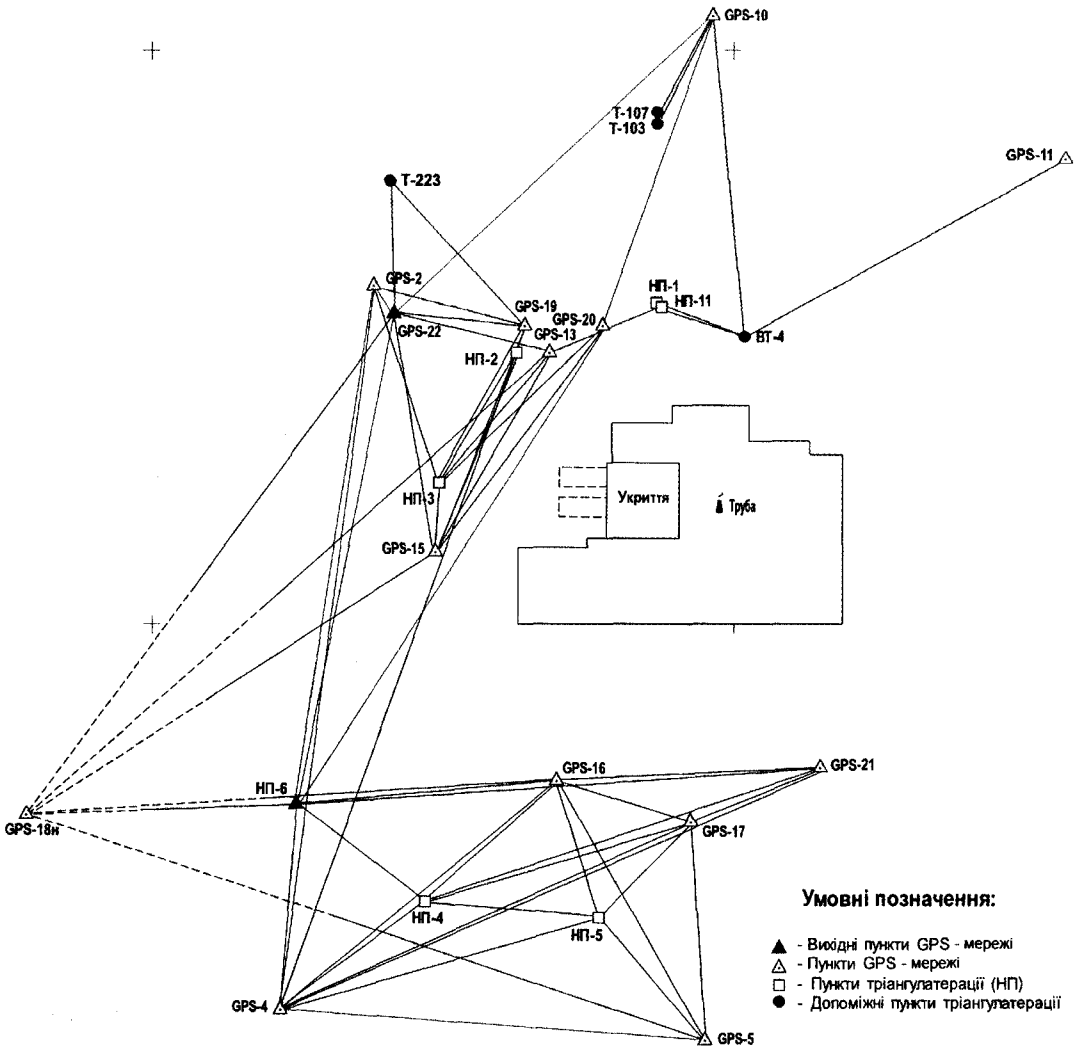 GPS-10
T-107
T-103
GPS-11
T-223
GPS-2
НП-1
НП-11
GPS-19
GPS-20
GPS-22
GPS-13
ВТ-4
НП-2
НП-3
Укриття
Труба
GPS-15
GPS-16
GPS-21
НП-6
GPS-18н
GPS-17
НП-4
НП-5
GPS-4
GPS-5
Умовні позначення:
- Вихідні пункти GPS - мережі
- Пункти GPS - мережі
- Пункти тріангулатерації (НП)
- Допоміжні пункти тріангулатерації